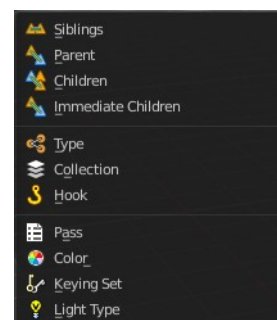 Siblings
Parent
Children
Immediate Children
Type
Collection
Hook
Pass
Color
Keying Set
Light Type